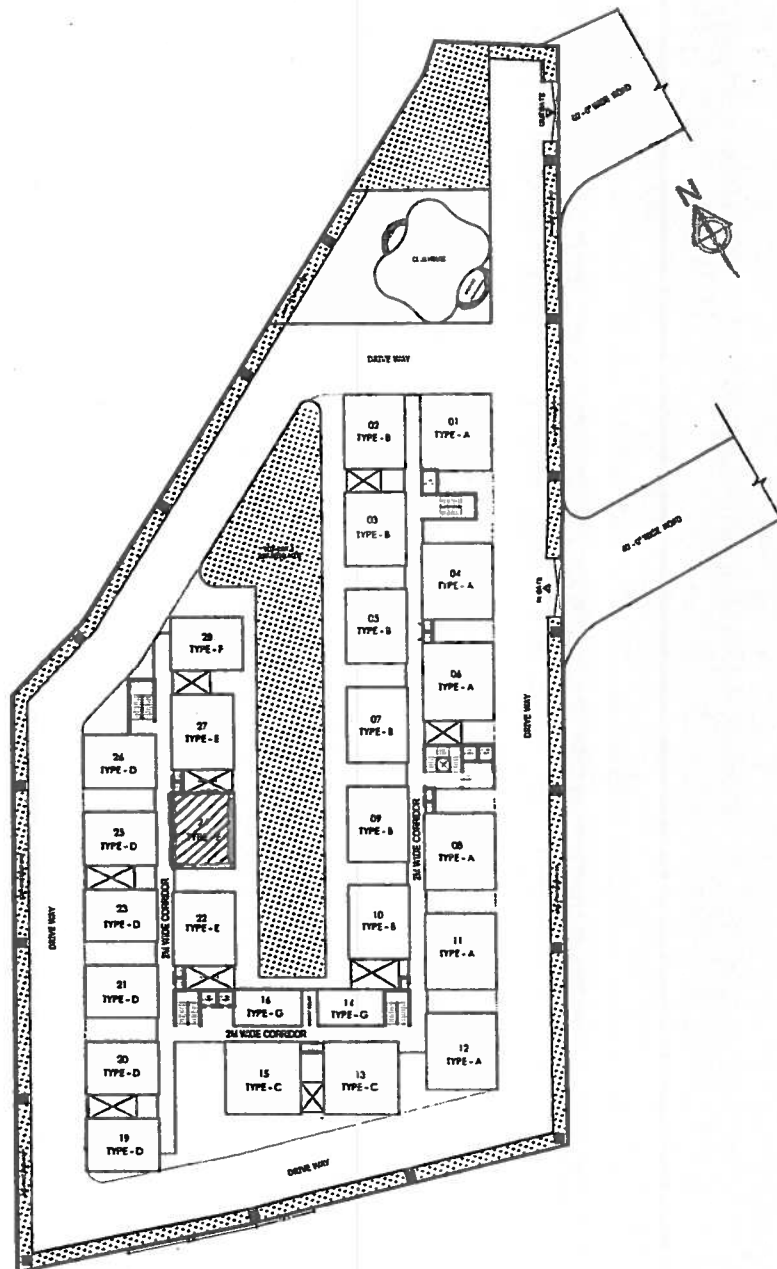 N
DRIVE WAY
02
TYPE - B
01
TYPE - A
03
TYPE - B
04
TYPE - A
05
TYPE - B
06
TYPE - A
28
TYPE - F
27
TYPE - E
07
TYPE - B
DRIVE WAY
26
TYPE - D
25
TYPE - D
09
TYPE - B
08
TYPE - A
2M WIDE CORRIDOR
23
TYPE - D
22
TYPE - E
10
TYPE - B
11
TYPE - A
DRIVE WAY
2M WIDE CORRIDOR
21
TYPE - D
16
TYPE - G
14
TYPE - G
2M WIDE CORRIDOR
20
TYPE - D
15
TYPE - C
13
TYPE - C
12
TYPE - A
19
TYPE - D
DRIVE WAY